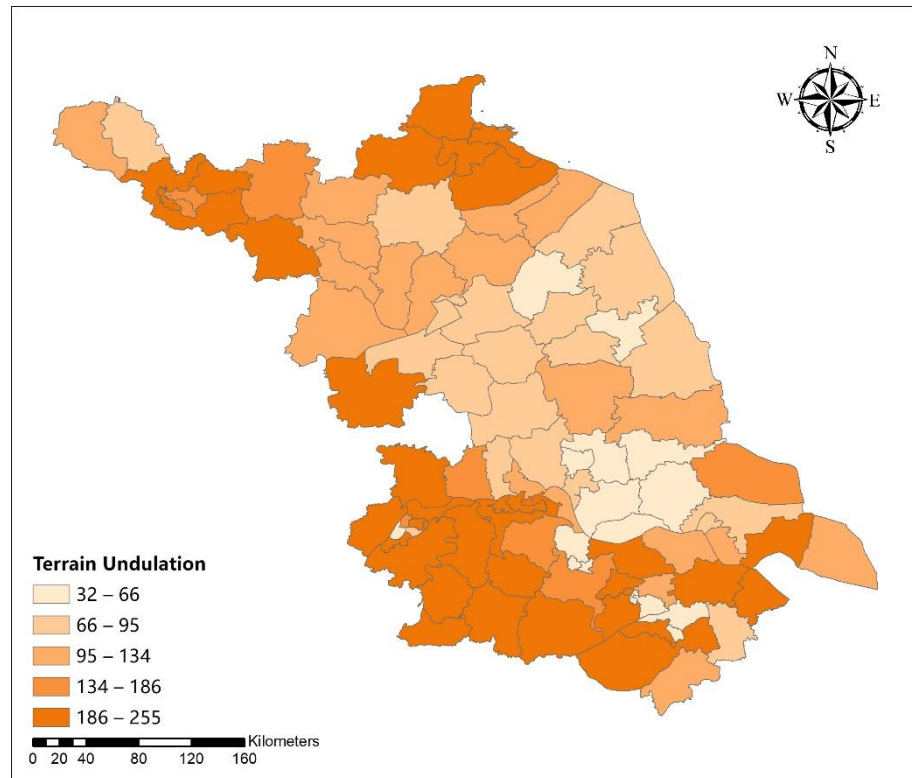 N
W E
S
Terrain Undulation
32 – 66
66 – 95
95 – 134
134 – 186
186 – 255
Kilometers
0 20 40 80 120 160